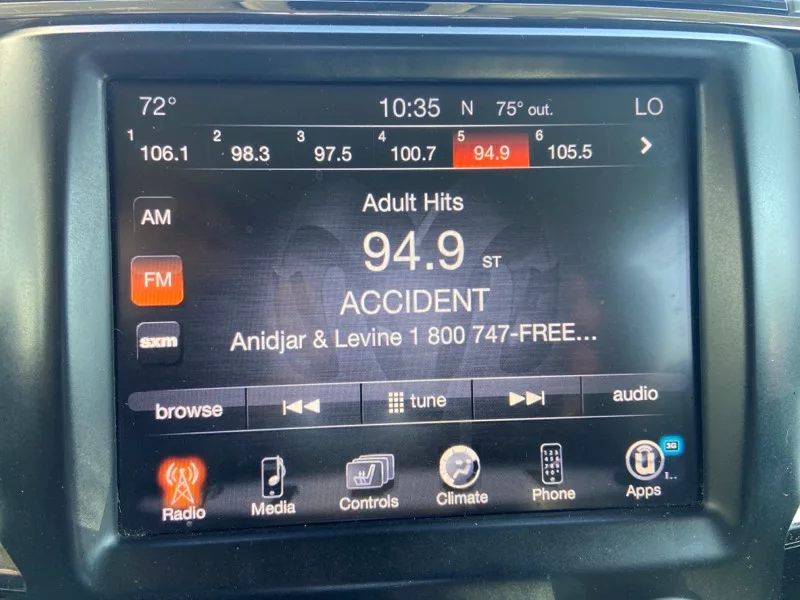 72° 10:35 N 75° out. LO
1 106.1 2 98.3 3 97.5 4 100.7 5 94.9 6 105.5
Adult Hits
AM
94.9 ST
FM
ACCIDENT
sxm
Anidjar & Levine 1 800 747-FREE...
browse tune audio
3G
Radio Media Controls Climate Phone Apps